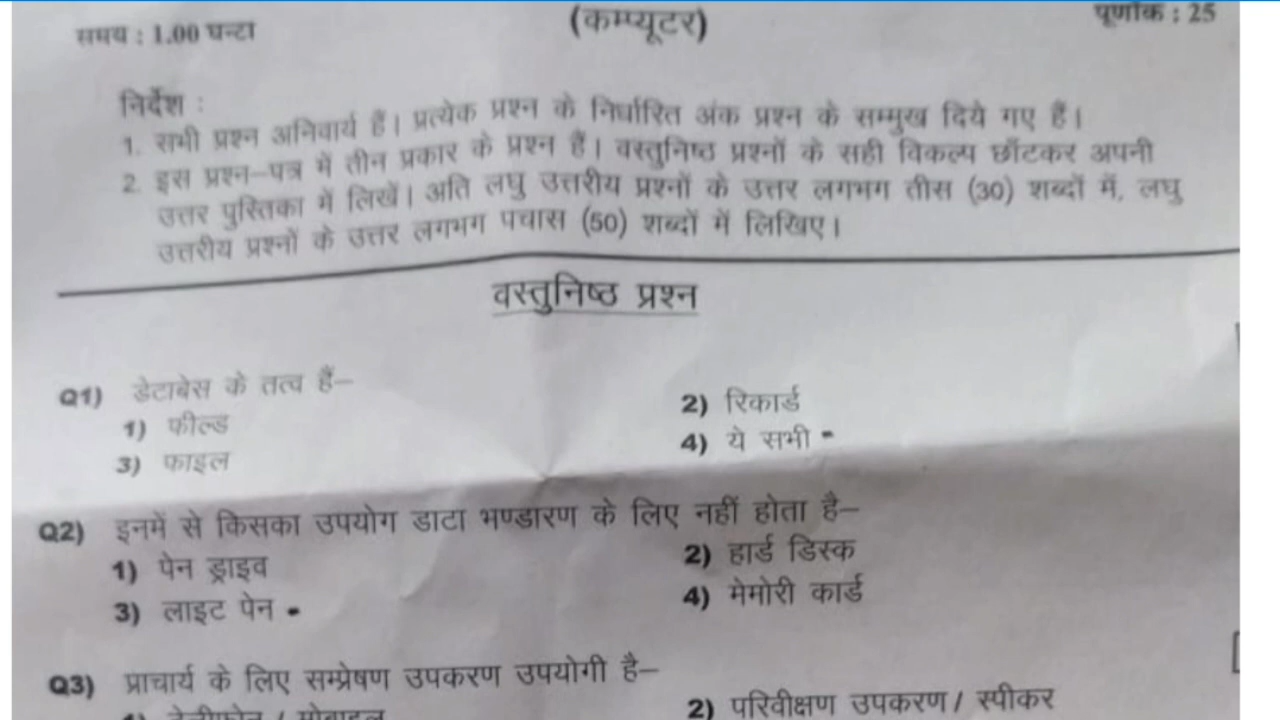 समय : 1.00 घन्टा
(कम्प्यूटर)
पूर्णांक : 25
निर्देश :
1. सभी प्रश्न अनिवार्य हैं। प्रत्येक प्रश्न के निर्धारित अंक प्रश्न के सम्मुख दिये गए हैं।
2. इस प्रश्न-पत्र में तीन प्रकार के प्रश्न हैं। वस्तुनिष्ठ प्रश्नों के सही विकल्प छाँटकर अपनी
उत्तर पुस्तिका में लिखें। अति लघु उत्तरीय प्रश्नों के उत्तर लगभग तीस (30) शब्दों में, लघु
उत्तरीय प्रश्नों के उत्तर लगभग पचास (50) शब्दों में लिखिए।
वस्तुनिष्ठ प्रश्न
Q1) डेटाबेस के तत्व हैं–
1) फील्ड
2) रिकार्ड
3) फाइल
4) ये सभी
Q2) इनमें से किसका उपयोग डाटा भण्डारण के लिए नहीं होता है–
1) पेन ड्राइव
2) हार्ड डिस्क
3) लाइट पेन
4) मेमोरी कार्ड
Q3) प्राचार्य के लिए सम्प्रेषण उपकरण उपयोगी है–
1) टेलीफोन / मोबाइल
2) परिवीक्षण उपकरण / स्पीकर